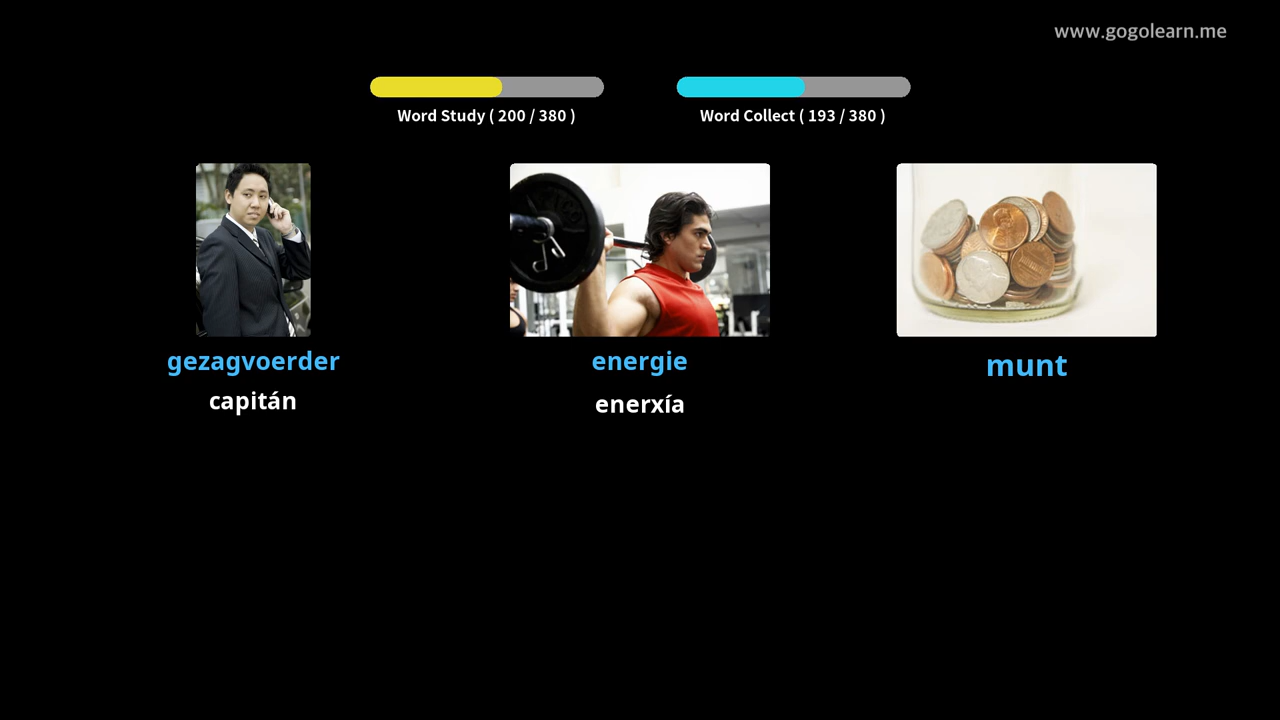 www.gogolearn.me
Word Study ( 200 / 380 )
Word Collect ( 193 / 380 )
gezagvoerder
capitán
energie
enerxía
munt